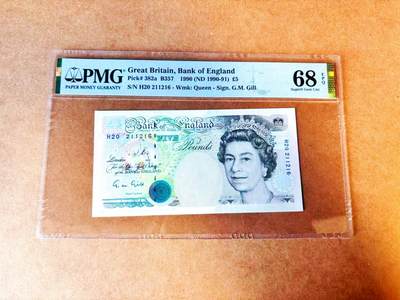 PMG
PAPER MONEY GUARANTY
Great Britain, Bank of England
Pick# 382a B357 1990 (ND 1990-91) £5
S/N H20 211216 - Wmk: Queen - Sign. G.M. Gill
68 EPQ
Superb Gem Unc
Bank of England
H20 211216
FIVE
Pounds
H20 211216